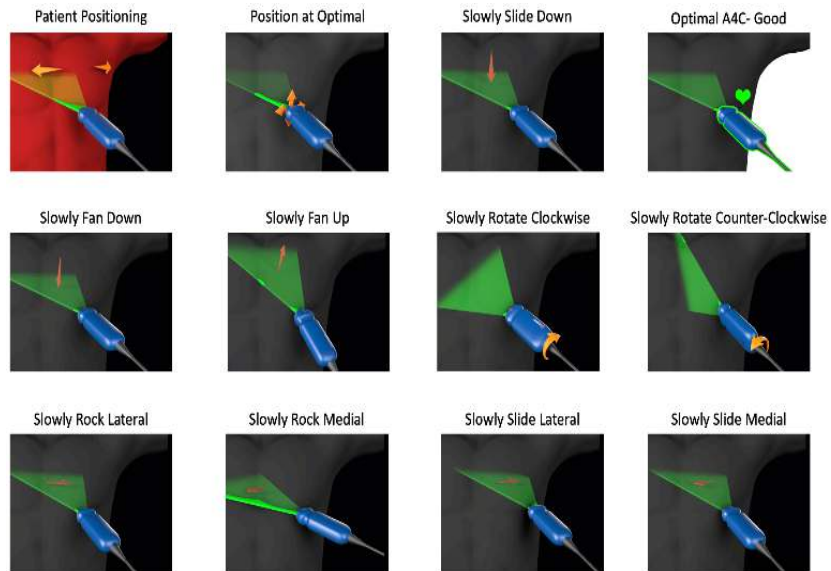 Patient Positioning
Position at Optimal
Slowly Slide Down
Optimal A4C- Good
Slowly Fan Down
Slowly Fan Up
Slowly Rotate Clockwise
Slowly Rotate Counter-Clockwise
Slowly Rock Lateral
Slowly Rock Medial
Slowly Slide Lateral
Slowly Slide Medial